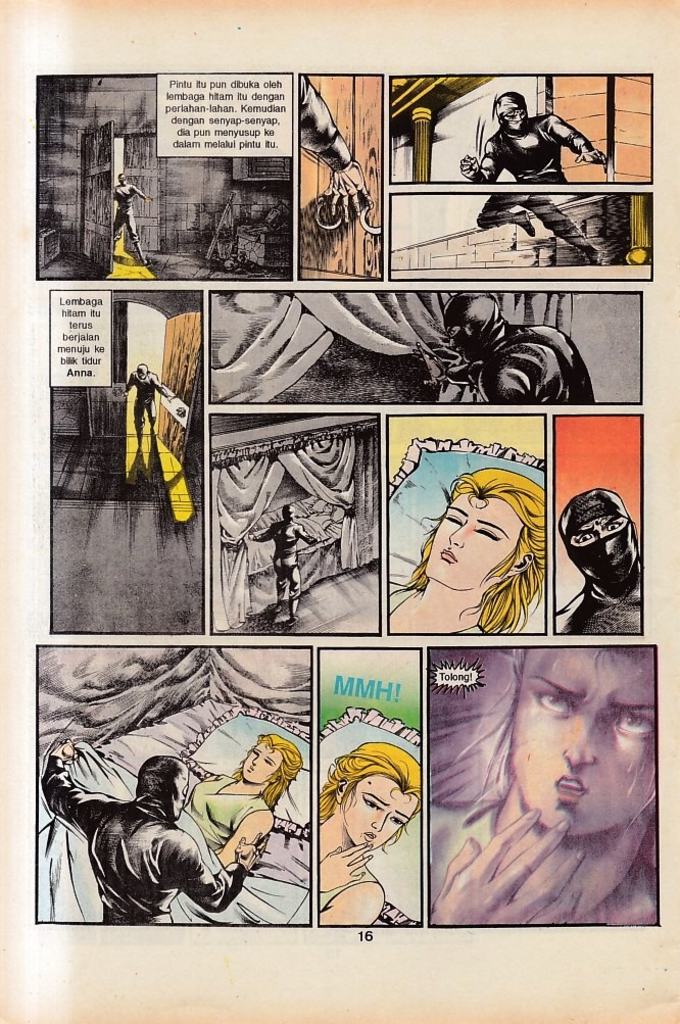 Pintu itu pun dibuka oleh
lembaga hitam itu dengan
perlahan-lahan. Kemudian
dengan senyap-senyap,
dia pun menyusup ke
dalam melalui pintu itu.
Lembaga
hitam itu
terus
berjalan
menuju ke
bilik tidur
Anna.
MMH!
Tolong!
16